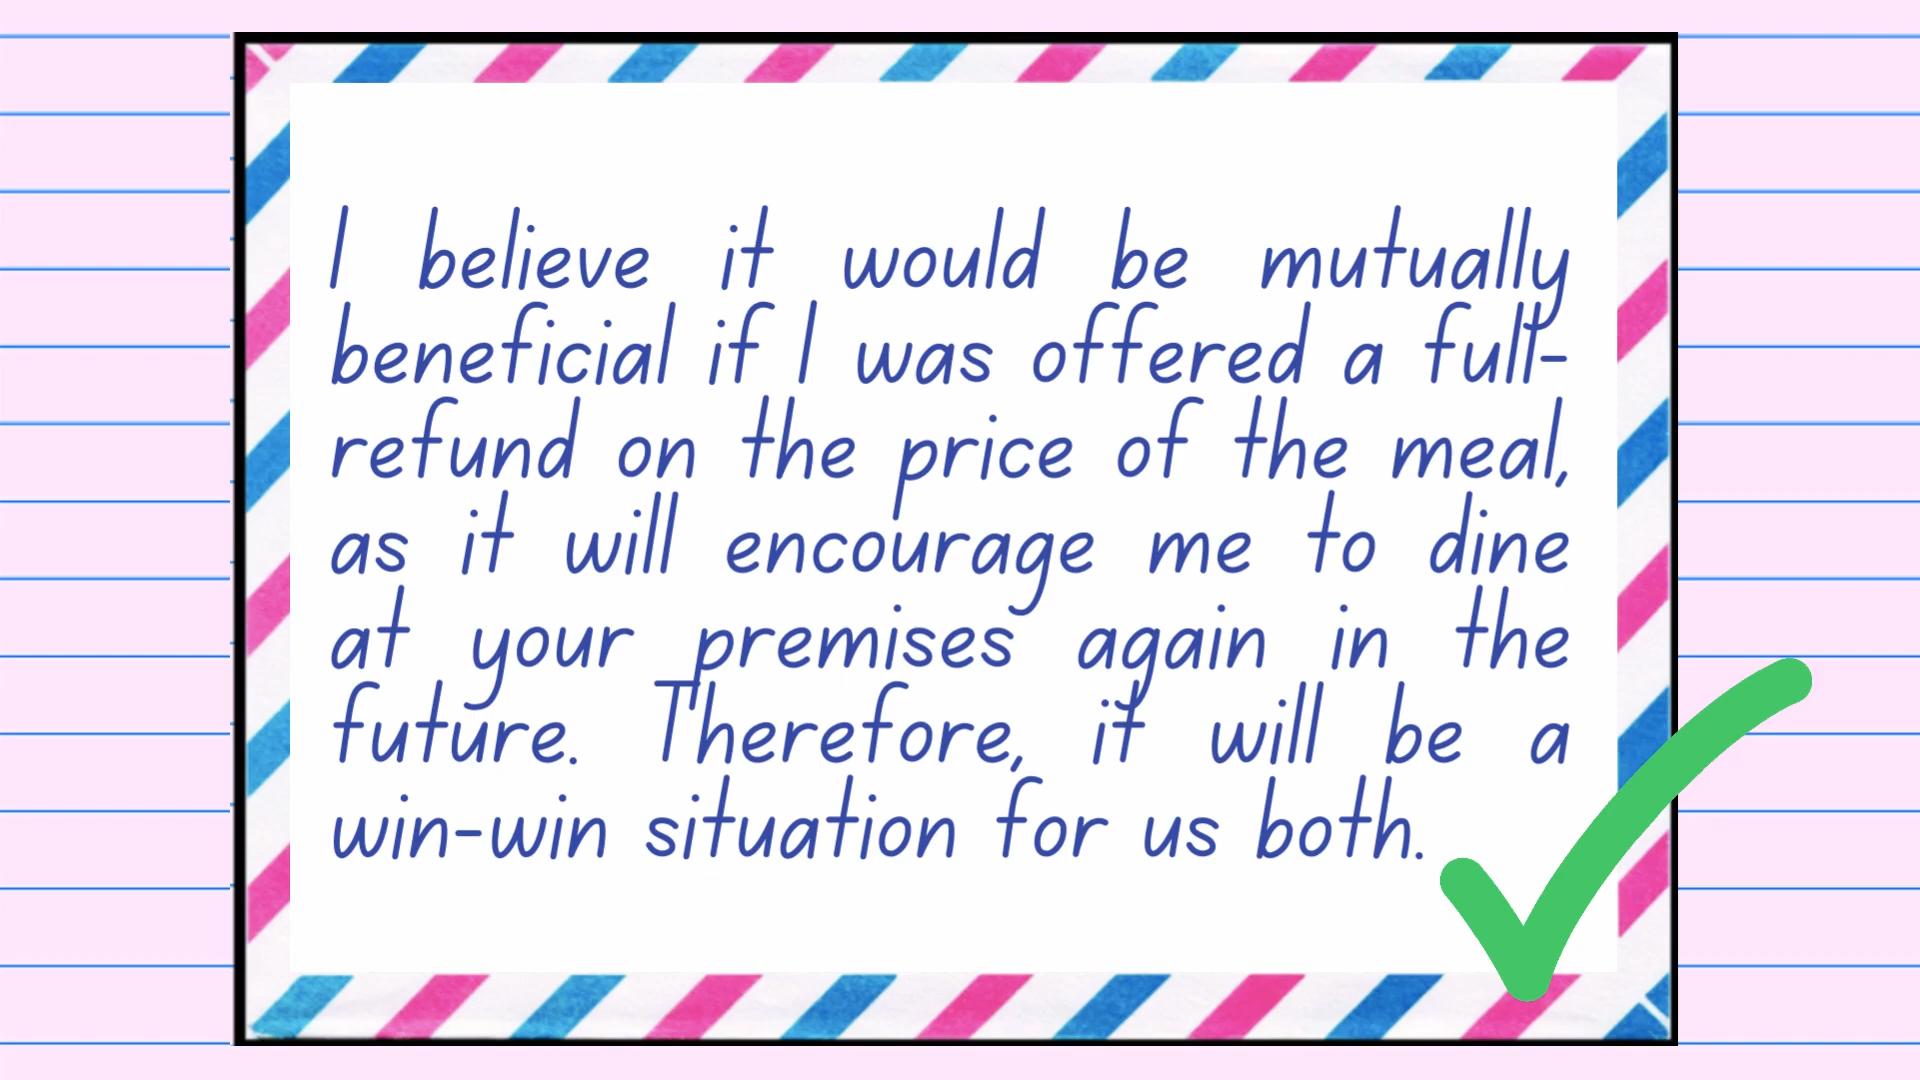 I believe it would be mutually
beneficial if I was offered a full-
refund on the price of the meal,
as it will encourage me to dine
at your premises again in the
future. Therefore, it will be a
win-win situation for us both.